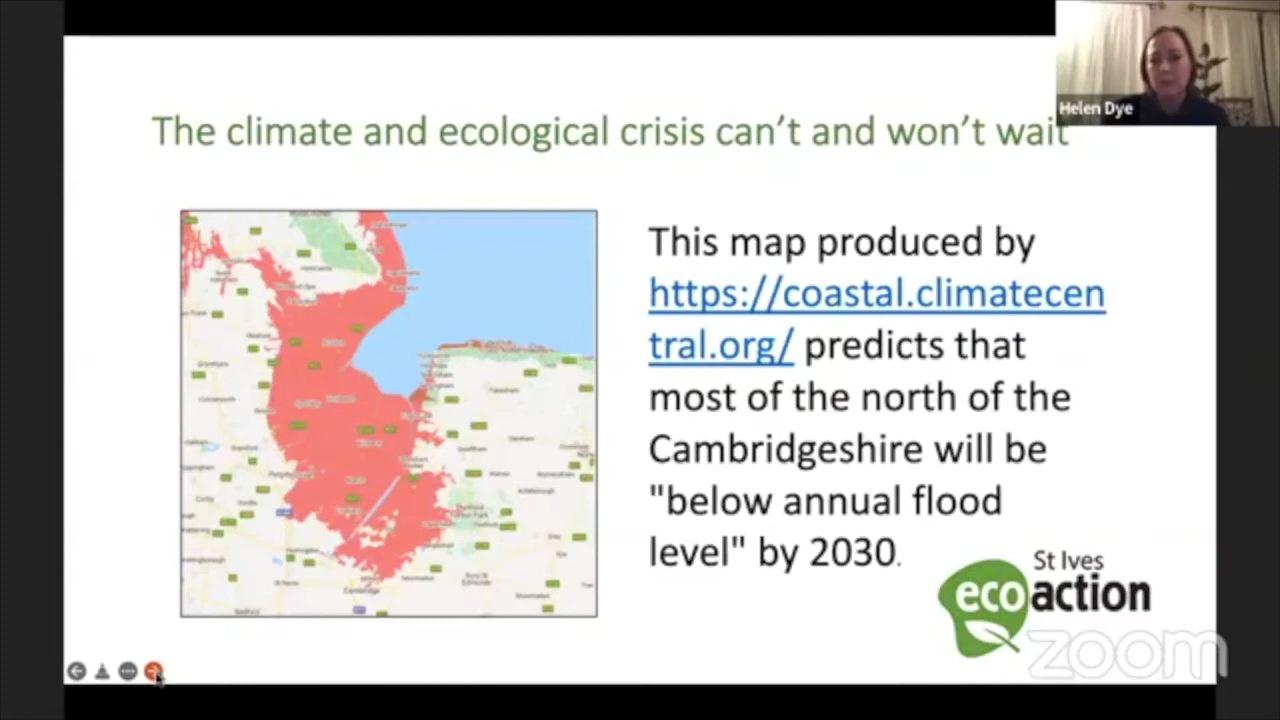 Helen Dye
The climate and ecological crisis can't and won't wait
This map produced by
https://coastal.climatecen
tral.org/ predicts that
most of the north of the
Cambridgeshire will be
"below annual flood
level" by 2030.
Cambridge
St Ives
ecoaction
zoom